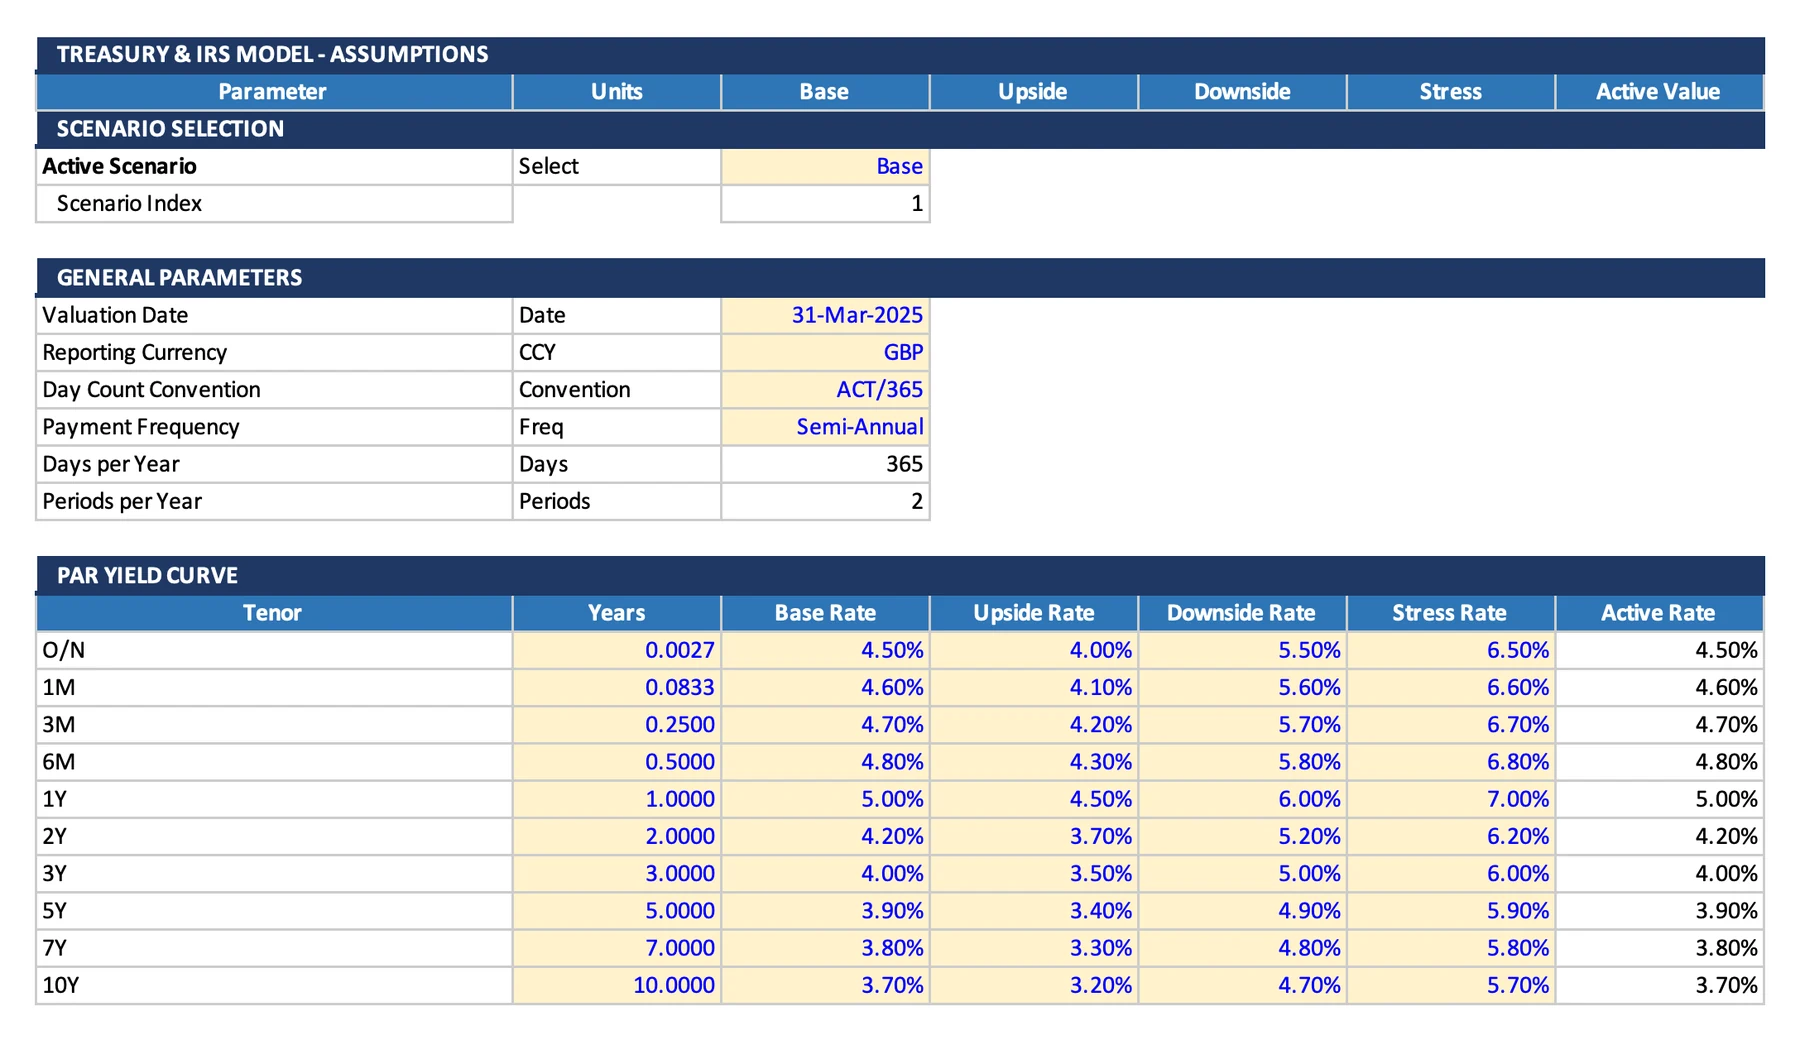 TREASURY & IRS MODEL - ASSUMPTIONS
Parameter Units Base Upside Downside Stress Active Value
SCENARIO SELECTION
Active Scenario Select Base
Scenario Index 1
GENERAL PARAMETERS
Valuation Date Date 31-Mar-2025
Reporting Currency CCY GBP
Day Count Convention Convention ACT/365
Payment Frequency Freq Semi-Annual
Days per Year Days 365
Periods per Year Periods 2
PAR YIELD CURVE
Tenor Years Base Rate Upside Rate Downside Rate Stress Rate Active Rate
O/N 0.0027 4.50% 4.00% 5.50% 6.50% 4.50%
1M 0.0833 4.60% 4.10% 5.60% 6.60% 4.60%
3M 0.2500 4.70% 4.20% 5.70% 6.70% 4.70%
6M 0.5000 4.80% 4.30% 5.80% 6.80% 4.80%
1Y 1.0000 5.00% 4.50% 6.00% 7.00% 5.00%
2Y 2.0000 4.20% 3.70% 5.20% 6.20% 4.20%
3Y 3.0000 4.00% 3.50% 5.00% 6.00% 4.00%
5Y 5.0000 3.90% 3.40% 4.90% 5.90% 3.90%
7Y 7.0000 3.80% 3.30% 4.80% 5.80% 3.80%
10Y 10.0000 3.70% 3.20% 4.70% 5.70% 3.70%